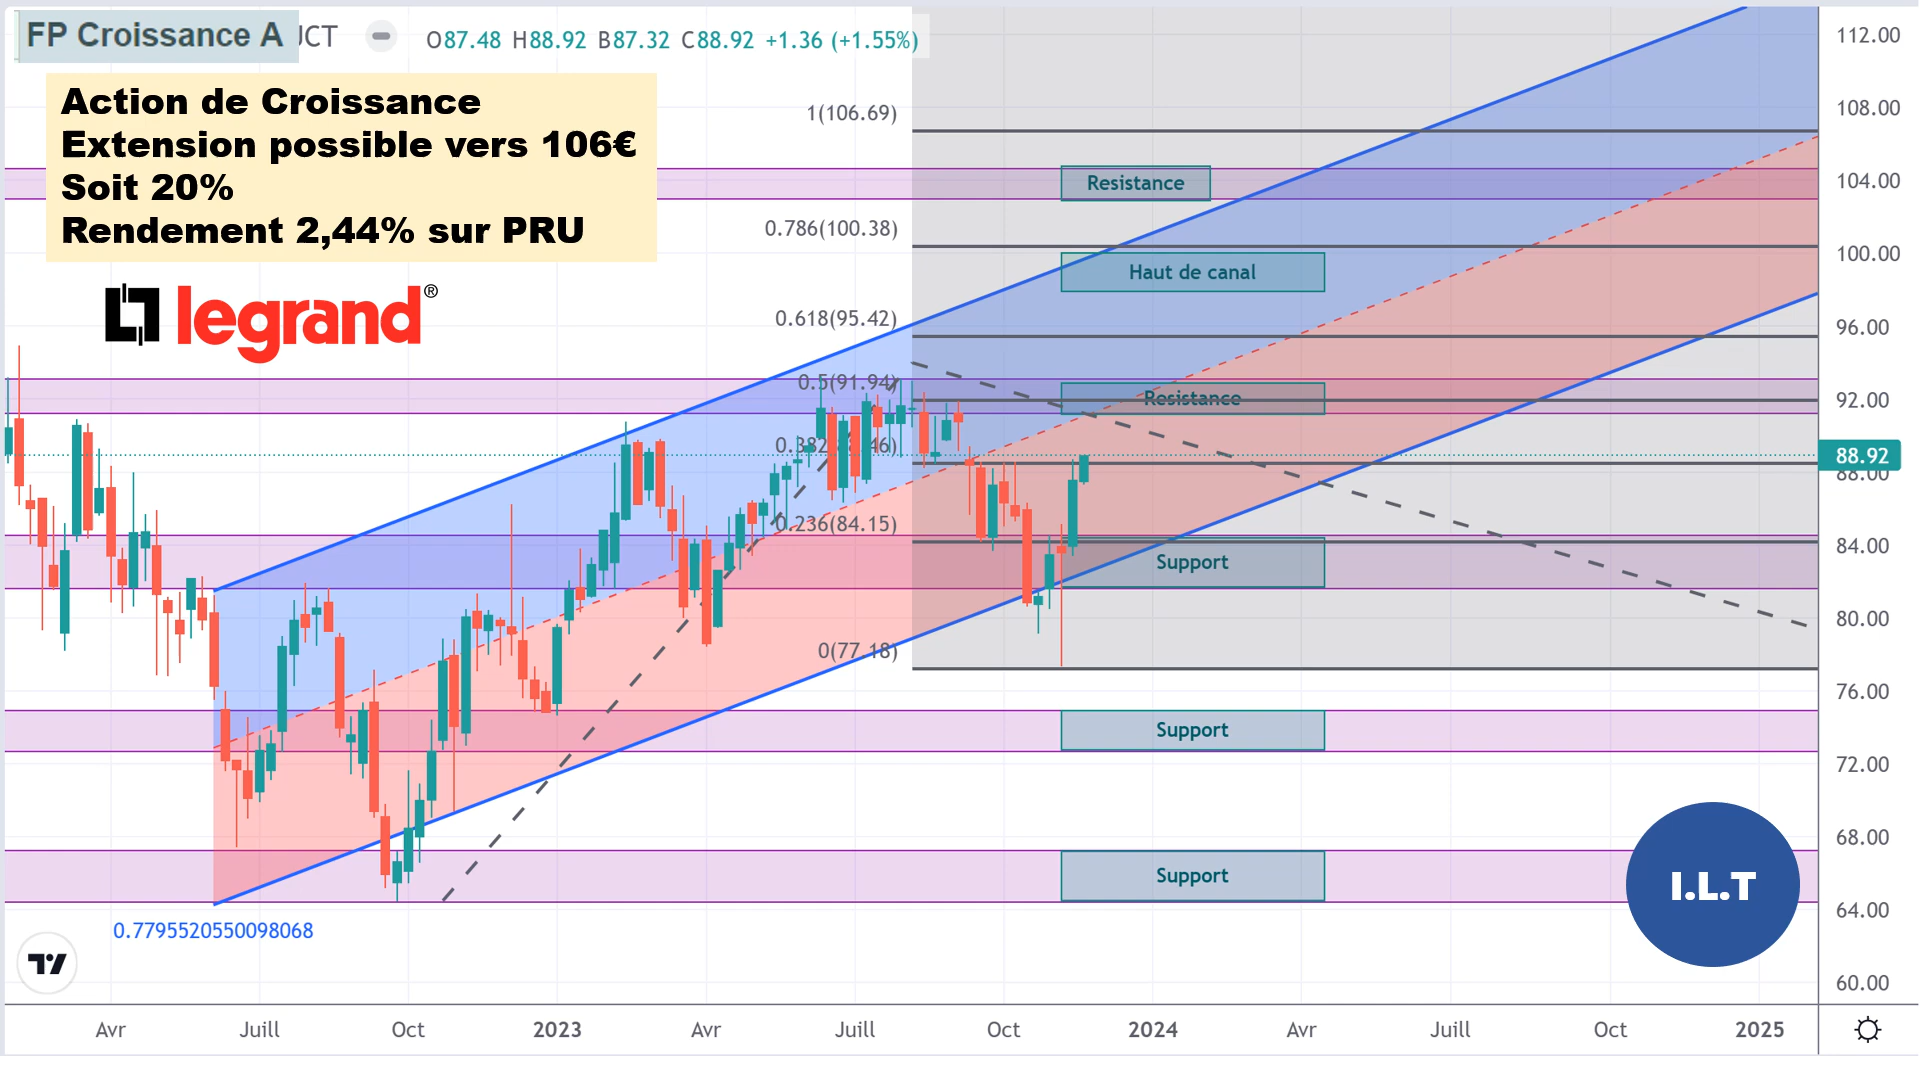 FP Croissance A JCT O87.48 H88.92 B87.32 C88.92 +1.36 (+1.55%)
Action de Croissance
Extension possible vers 106€
Soit 20%
Rendement 2,44% sur PRU
legrand®
1(106.69)
0.786(100.38)
0.618(95.42)
0.5(91.94)
0.236(84.15)
0(77.18)
Resistance
Haut de canal
Resistance
Support
Support
Support
I.L.T
0.7795520550098068
112.00
108.00
104.00
100.00
96.00
92.00
88.92
88.00
84.00
80.00
76.00
72.00
68.00
64.00
60.00
Avr Juill Oct 2023 Avr Juill Oct 2024 Avr Juill Oct 2025